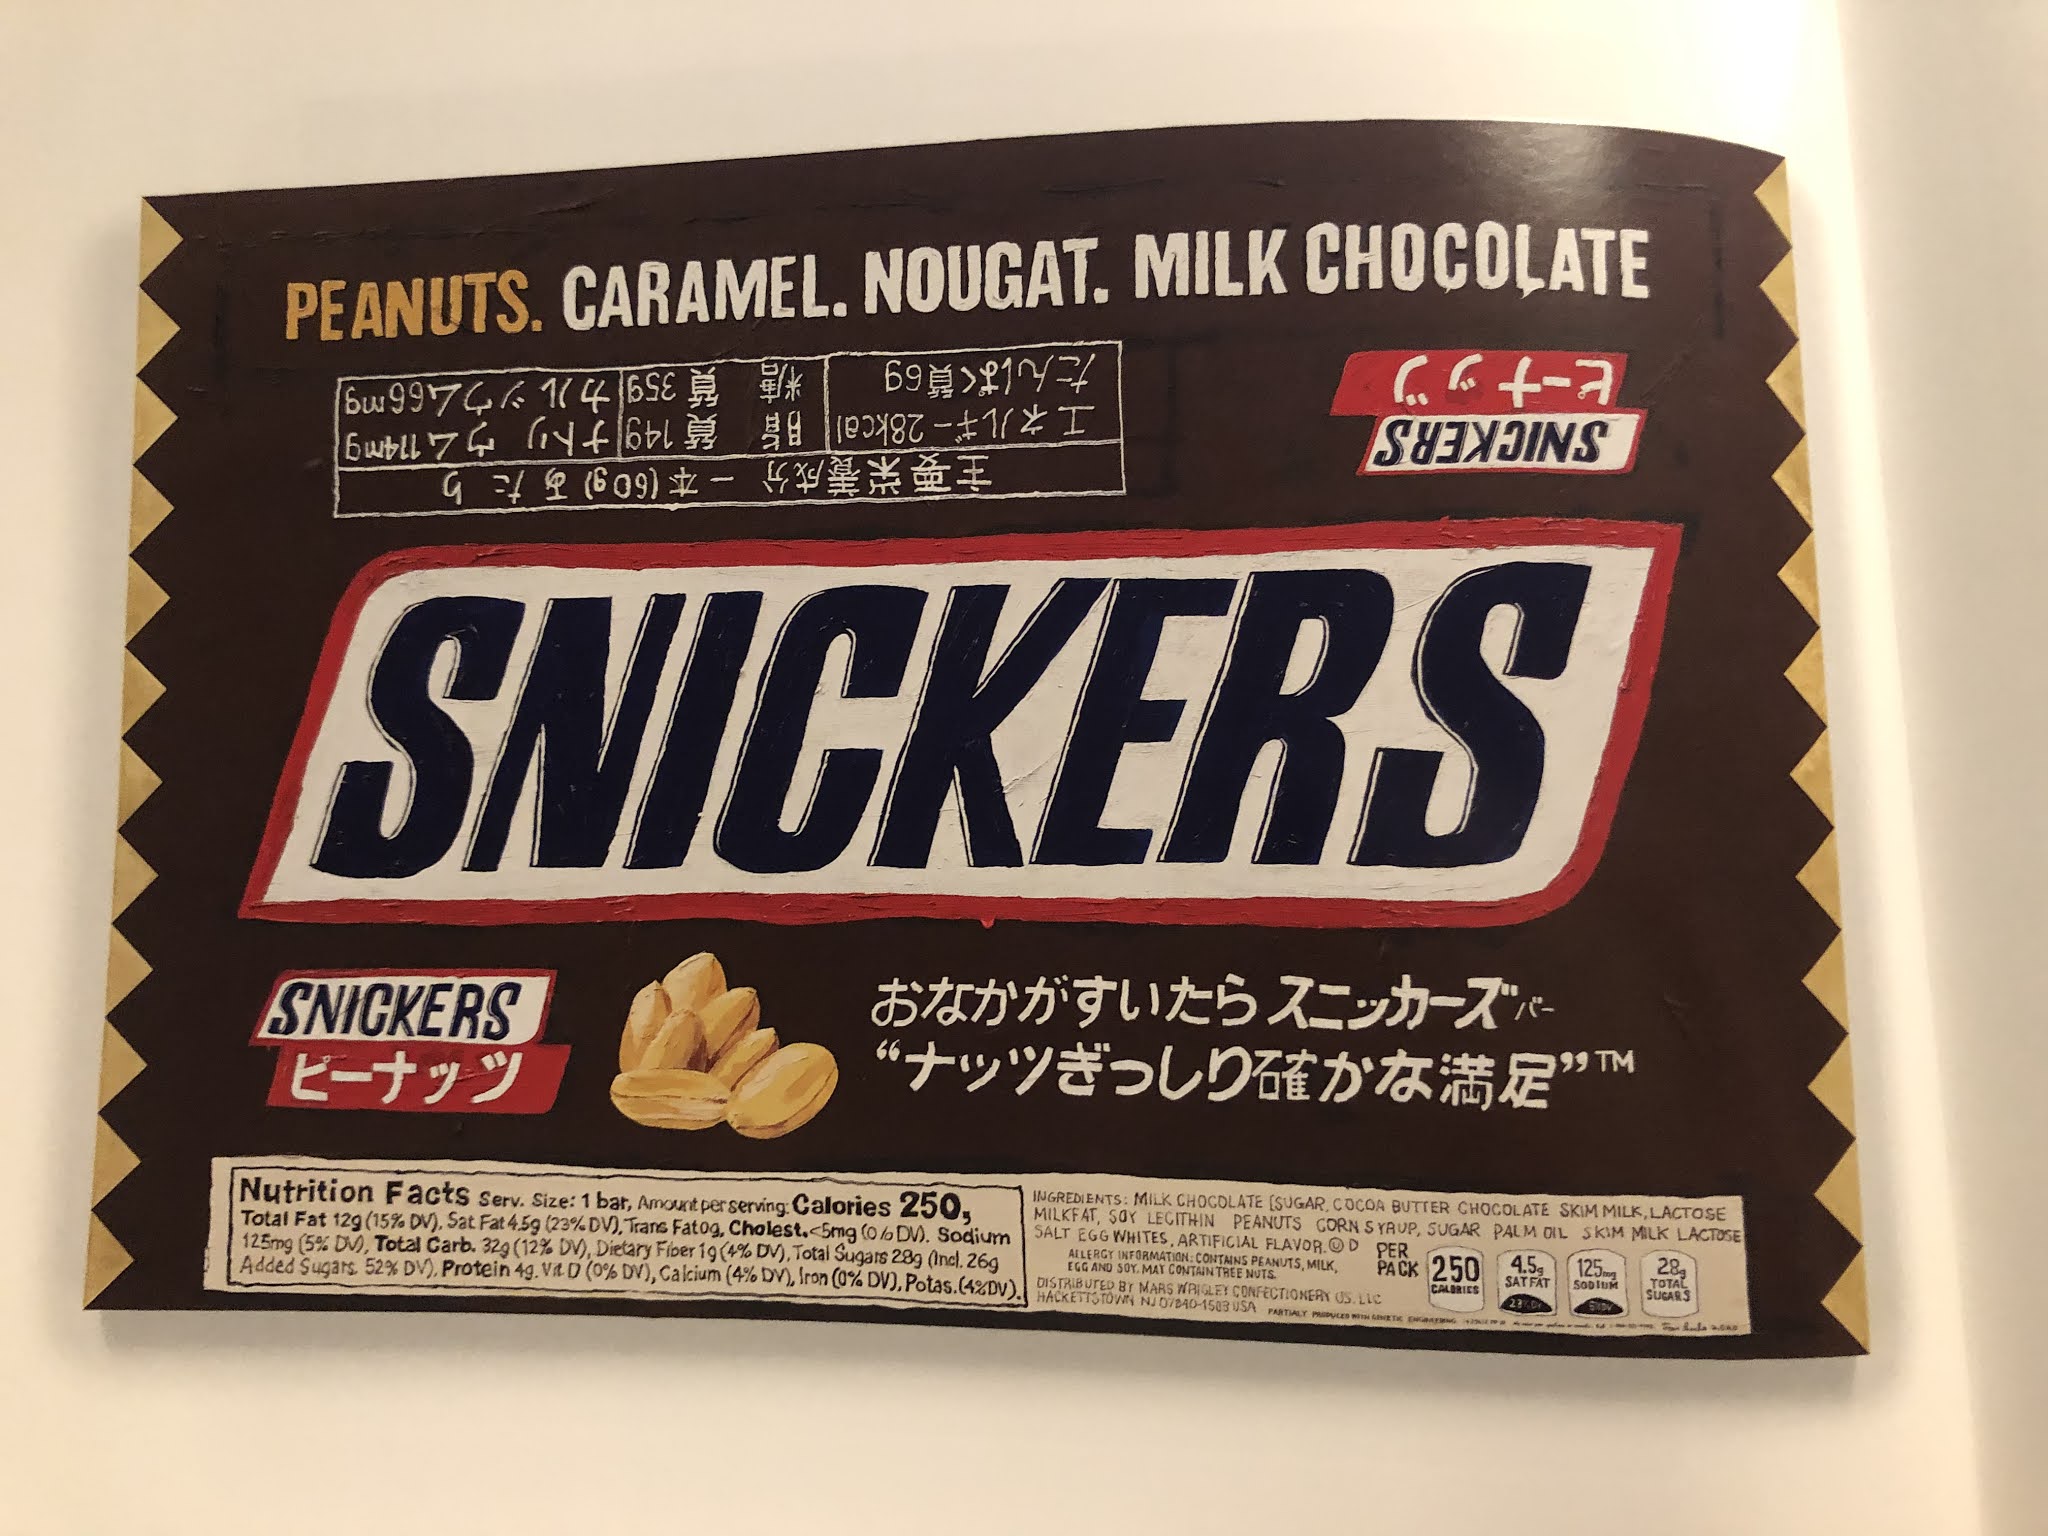 PEANUTS. CARAMEL. NOUGAT. MILK CHOCOLATE
SNICKERS
ピーナッツ
主要栄養成分 一本(60g)あたり
エネルギー28kcal 脂質14g ナトリウム114mg
たんぱく質6g 糖質35g カルシウム66mg
SNICKERS
SNICKERS
ピーナッツ
おなかがすいたらスニッカーズ" バー
“ナッツぎっしり確かな満足”™
Nutrition Facts Serv. Size: 1 bar, Amount per serving: Calories 250,
Total Fat 12g (15% DV), Sat Fat 4.5g (23% DV), Trans Fat 0g, Cholest. <5mg (0% DV). Sodium
125mg (5% DV), Total Carb. 32g (12% DV), Dietary Fiber 1g (4% DV), Total Sugars 28g (Incl. 26g
Added Sugars. 52% DV), Protein 4g. Vit D (0% DV), Calcium (4% DV), Iron (0% DV), Potas. (4% DV).
INGREDIENTS: MILK CHOCOLATE [SUGAR, COCOA BUTTER CHOCOLATE SKIM MILK, LACTOSE
MILKFAT, SOY LECITHIN PEANUTS CORN SYRUP, SUGAR PALM OIL SKIM MILK LACTOSE
SALT EGG WHITES, ARTIFICIAL FLAVOR. Ⓤ D
ALLERGY INFORMATION: CONTAINS PEANUTS, MILK,
EGG AND SOY. MAY CONTAIN TREE NUTS.
DISTRIBUTED BY MARS WRIGLEY CONFECTIONERY US. LLC
HACKETTSTOWN NJ 07840-1503 USA
PARTIALY PRODUCED WITH GENETIC ENGINEERING
PER
PACK
250
CALORIES
4.5g
SAT FAT
23% DV
125mg
SODIUM
5% DV
28g
TOTAL
SUGARS